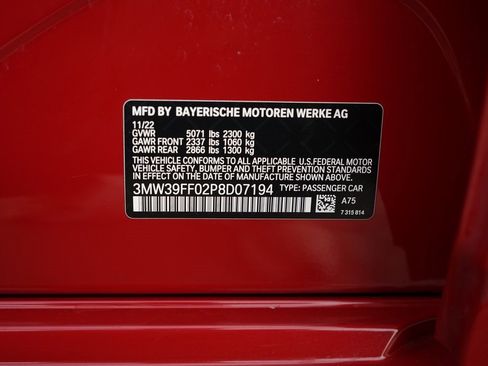 MFD BY BAYERISCHE MOTOREN WERKE AG
11/22
GVWR 5071 lbs 2300 kg
GAWR FRONT 2337 lbs 1060 kg
GAWR REAR 2866 lbs 1300 kg
THIS VEHICLE CONFORMS TO ALL APPLICABLE U.S.FEDERAL MOTOR
VEHICLE SAFETY, BUMPER, AND THEFT PREVENTION STANDARDS
IN EFFECT ON THE DATE OF MANUFACTURE SHOWN ABOVE.
3MW39FF02P8D07194 TYPE: PASSENGER CAR
A75
7 315 814